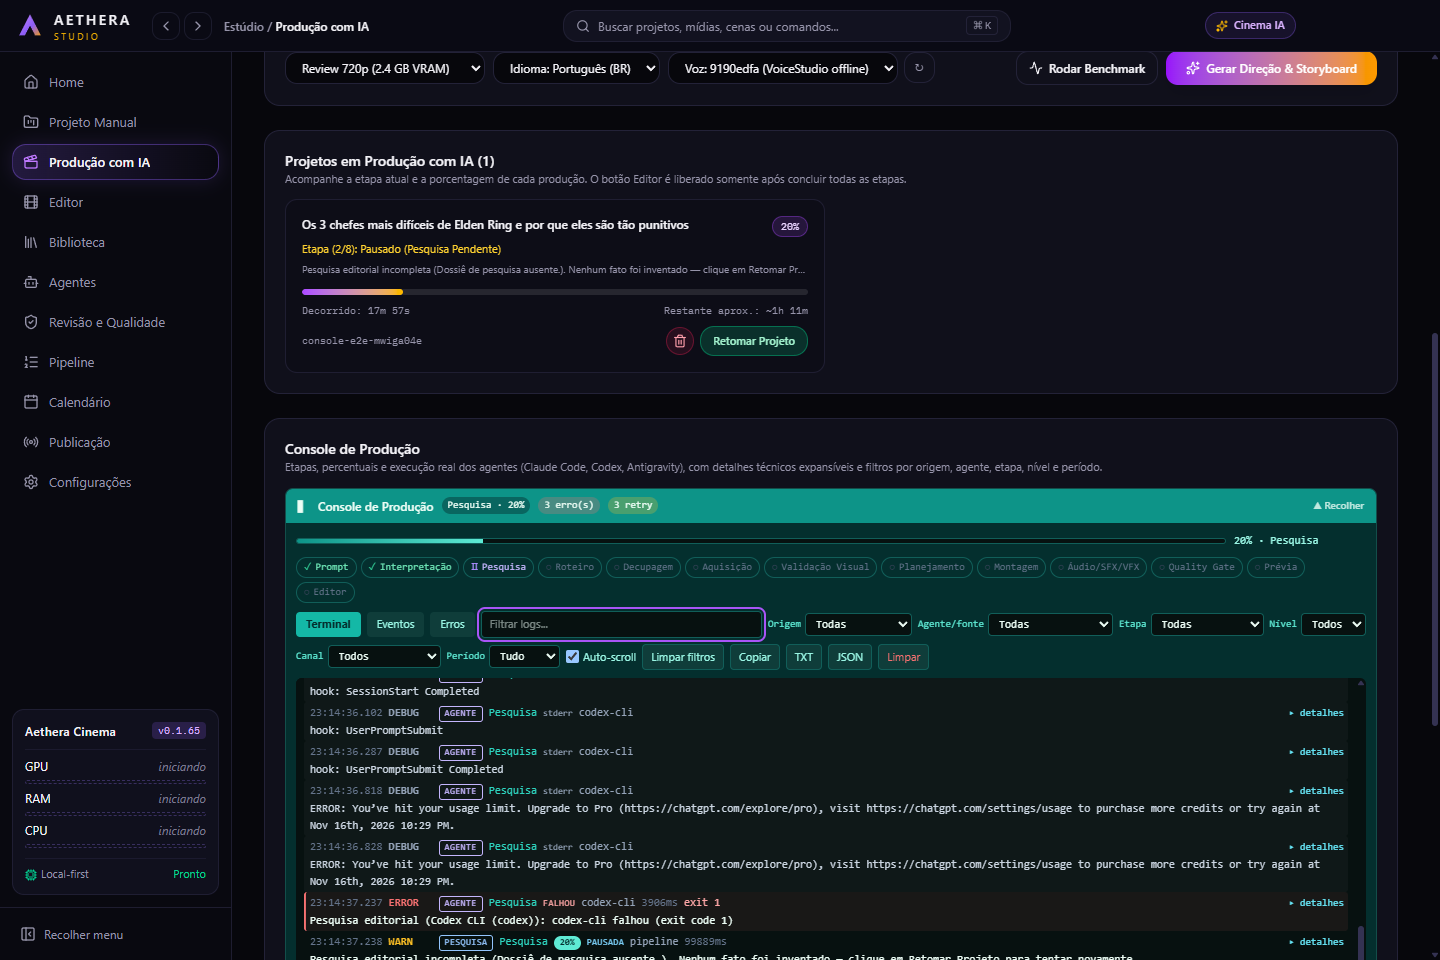 AETHERA
STUDIO
Estúdio / Produção com IA
Buscar projetos, mídias, cenas ou comandos...
⌘ K
Cinema IA
Home
Projeto Manual
Produção com IA
Editor
Biblioteca
Agentes
Revisão e Qualidade
Pipeline
Calendário
Publicação
Configurações
Aethera Cinema v0.1.65
GPU iniciando
RAM iniciando
CPU iniciando
Local-first Pronto
Recolher menu
Review 720p (2.4 GB VRAM)
Idioma: Português (BR)
Voz: 9190edfa (VoiceStudio offline)
↻
Rodar Benchmark
Gerar Direção & Storyboard
Projetos em Produção com IA (1)
Acompanhe a etapa atual e a porcentagem de cada produção. O botão Editor é liberado somente após concluir todas as etapas.
Os 3 chefes mais difíceis de Elden Ring e por que eles são tão punitivos 20%
Etapa (2/8): Pausado (Pesquisa Pendente)
Pesquisa editorial incompleta (Dossiê de pesquisa ausente.). Nenhum fato foi inventado — clique em Retomar Pr...
Decorrido: 17m 57s Restante aprox.: ~1h 11m
console-e2e-mwiga04e Retomar Projeto
Console de Produção
Etapas, percentuais e execução real dos agentes (Claude Code, Codex, Antigravity), com detalhes técnicos expansíveis e filtros por origem, agente, etapa, nível e período.
Console de Produção Pesquisa · 20% 3 erro(s) 3 retry ▲ Recolher
20% · Pesquisa
✓ Prompt ✓ Interpretação II Pesquisa ○ Roteiro ○ Decupagem ○ Aquisição ○ Validação Visual ○ Planejamento ○ Montagem ○ Áudio/SFX/VFX ○ Quality Gate ○ Prévia
○ Editor
Terminal Eventos Erros Filtrar logs... Origem Todas Agente/fonte Todas Etapa Todas Nível Todos
Canal Todos Período Tudo Auto-scroll Limpar filtros Copiar TXT JSON Limpar
hook: SessionStart Completed
23:14:36.102 DEBUG AGENTE Pesquisa stderr codex-cli ▸ detalhes
hook: UserPromptSubmit
23:14:36.287 DEBUG AGENTE Pesquisa stderr codex-cli ▸ detalhes
hook: UserPromptSubmit Completed
23:14:36.818 DEBUG AGENTE Pesquisa stderr codex-cli ▸ detalhes
ERROR: You've hit your usage limit. Upgrade to Pro (https://chatgpt.com/explore/pro), visit https://chatgpt.com/settings/usage to purchase more credits or try again at
Nov 16th, 2026 10:29 PM.
23:14:36.828 DEBUG AGENTE Pesquisa stderr codex-cli ▸ detalhes
ERROR: You've hit your usage limit. Upgrade to Pro (https://chatgpt.com/explore/pro), visit https://chatgpt.com/settings/usage to purchase more credits or try again at
Nov 16th, 2026 10:29 PM.
23:14:37.237 ERROR AGENTE Pesquisa FALHOU codex-cli 3906ms exit 1 ▸ detalhes
Pesquisa editorial (Codex CLI (codex)): codex-cli falhou (exit code 1)
23:14:37.238 WARN PESQUISA Pesquisa 20% PAUSADA pipeline 99889ms ▸ detalhes
Pesquisa editorial incompleta (Dossiê de pesquisa ausente.). Nenhum fato foi inventado — clique em Retomar Projeto para tentar novamente.